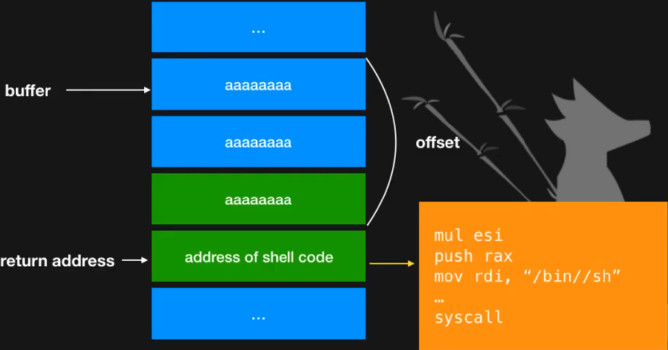 ...
buffer
aaaaaaaa
aaaaaaaa
offset
aaaaaaaa
return address
address of shell code
...
mul esi
push rax
mov rdi, “/bin//sh”
…
syscall